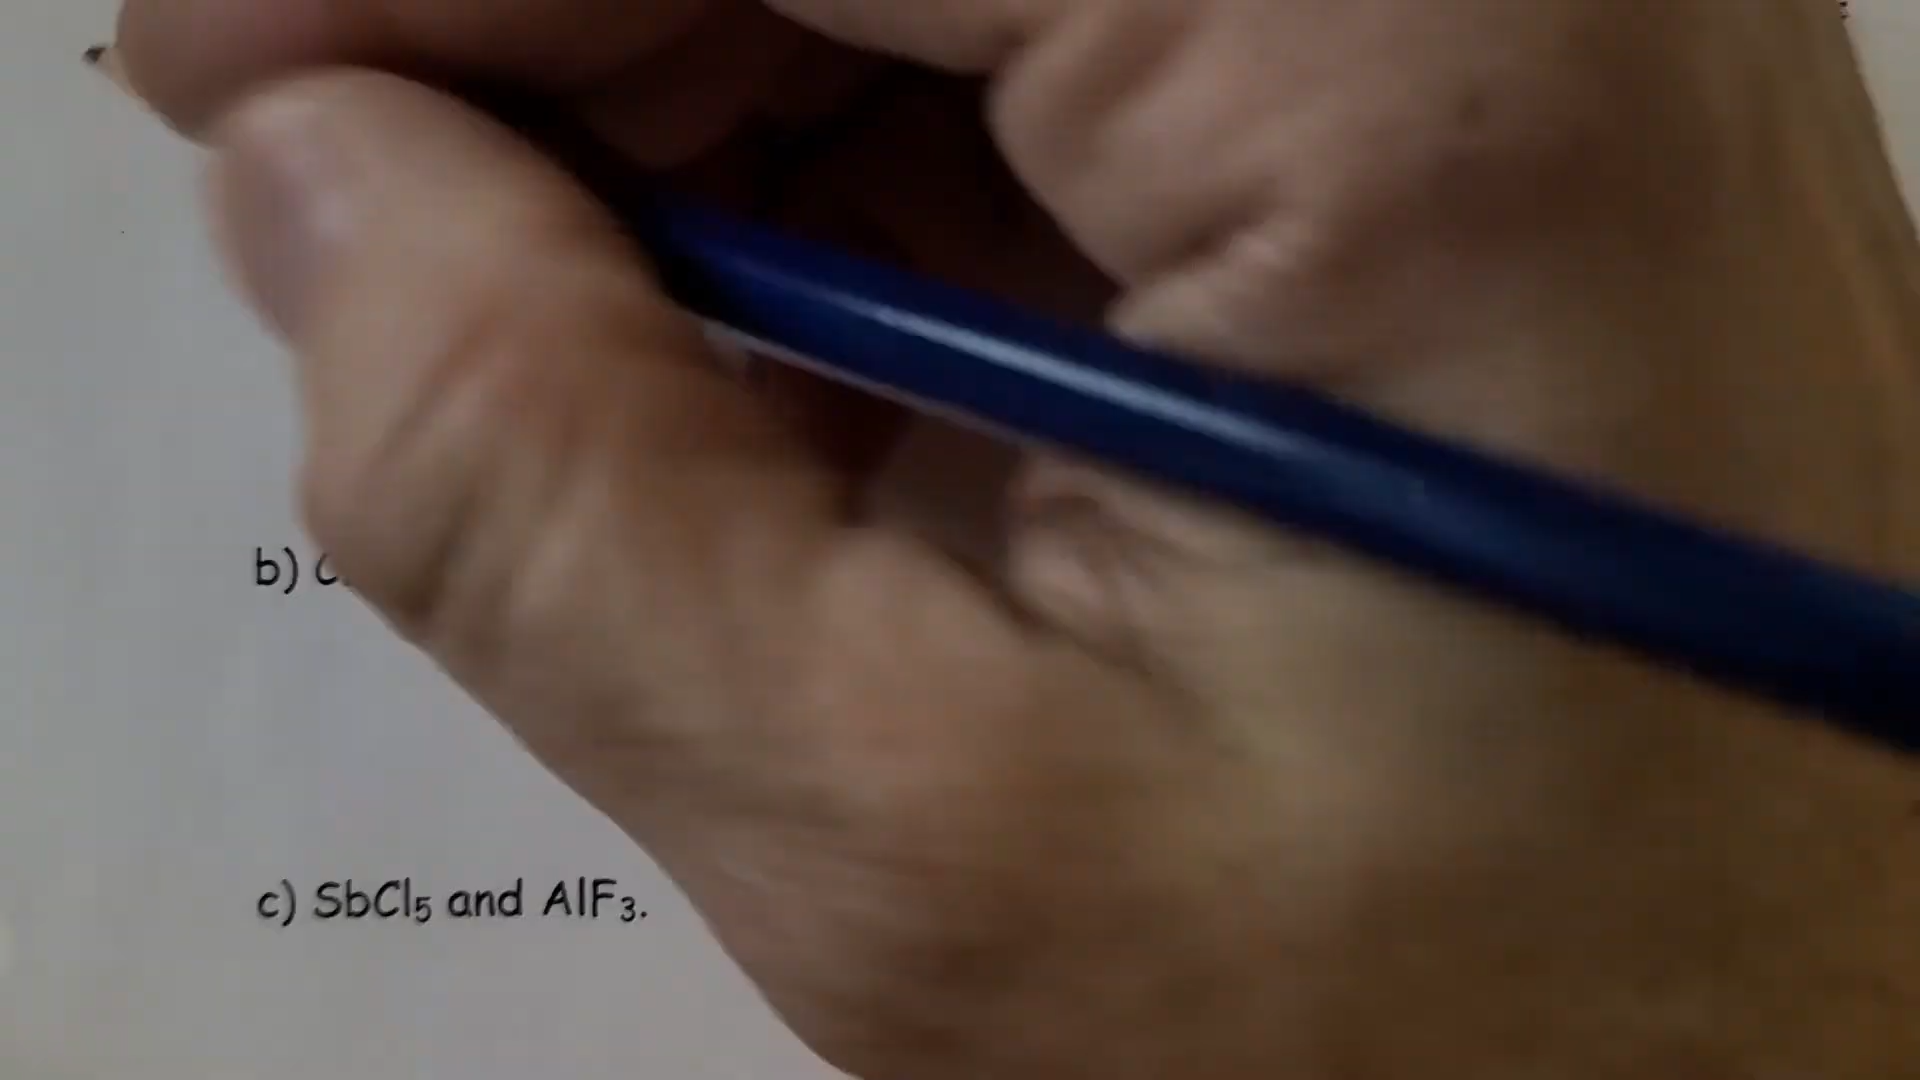 b)
c) SbCl₅ and AlF₃.